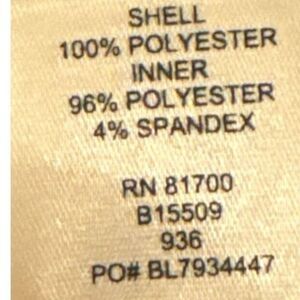 SHELL
100% POLYESTER
INNER
96% POLYESTER
4% SPANDEX
RN 81700
B15509
936
PO# BL7934447